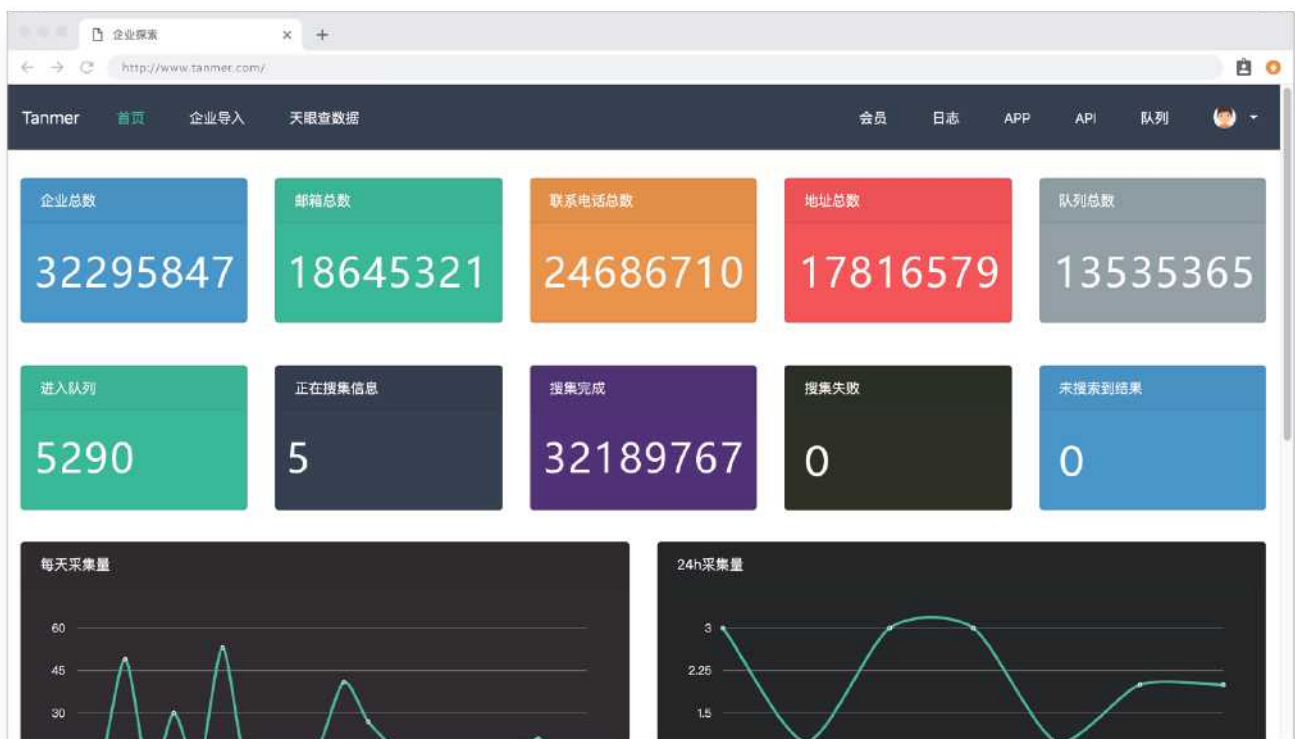 企业探索
http://www.tanmer.com/
Tanmer 首页 企业导入 天眼查数据 会员 日志 APP API 队列
企业总数 邮箱总数 联系电话总数 地址总数 队列总数
32295847 18645321 24686710 17816579 13535365
进入队列 正在搜集信息 搜集完成 搜集失败 未搜索到结果
5290 5 32189767 0 0
每天采集量 24h采集量
60 3
45 2.25
30 1.5